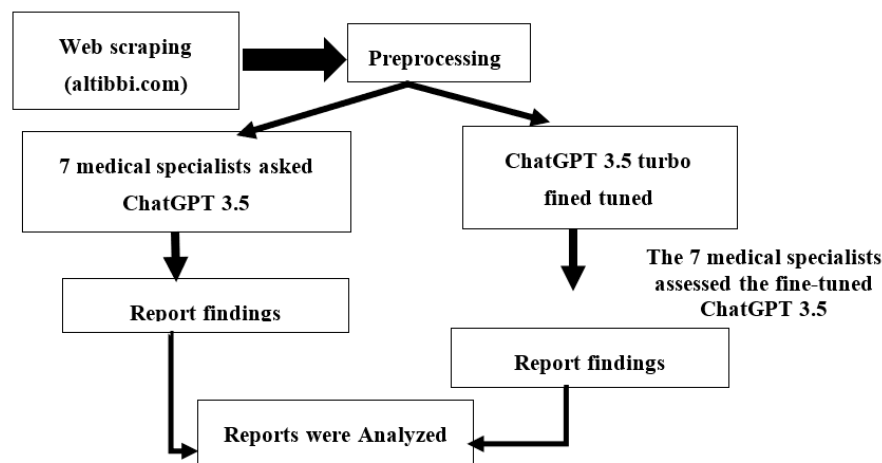 Web scraping
(altibbi.com)
Preprocessing
7 medical specialists asked
ChatGPT 3.5
ChatGPT 3.5 turbo
fined tuned
The 7 medical specialists
assessed the fine-tuned
ChatGPT 3.5
Report findings
Report findings
Reports were Analyzed